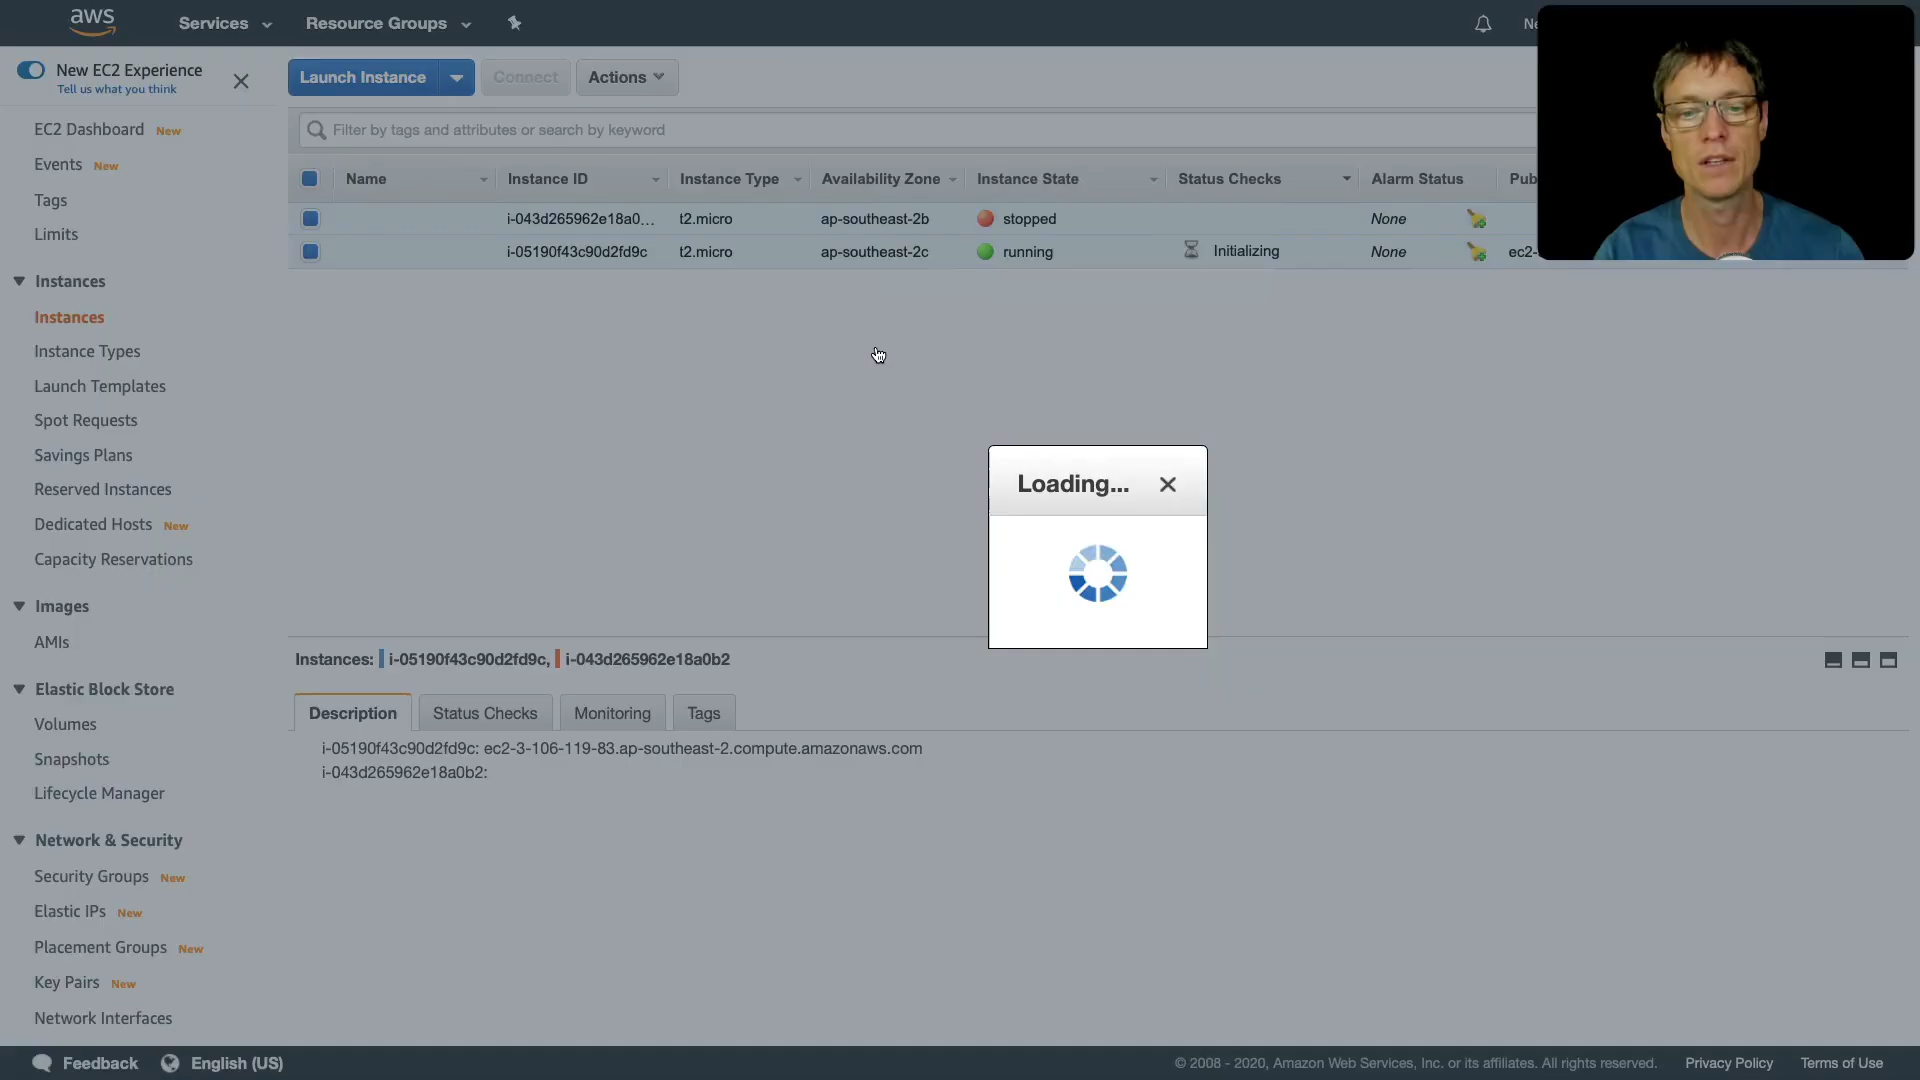 aws
Services
Resource Groups
New EC2 Experience
Tell us what you think
EC2 Dashboard New
Events New
Tags
Limits
Instances
Instances
Instance Types
Launch Templates
Spot Requests
Savings Plans
Reserved Instances
Dedicated Hosts New
Capacity Reservations
Images
AMIs
Elastic Block Store
Volumes
Snapshots
Lifecycle Manager
Network & Security
Security Groups New
Elastic IPs New
Placement Groups New
Key Pairs New
Network Interfaces
Launch Instance
Connect
Actions
Filter by tags and attributes or search by keyword
Name Instance ID Instance Type Availability Zone Instance State Status Checks Alarm Status Pub
i-043d265962e18a0... t2.micro ap-southeast-2b stopped None
i-05190f43c90d2fd9c t2.micro ap-southeast-2c running Initializing None ec2-
Loading...
Instances: i-05190f43c90d2fd9c, i-043d265962e18a0b2
Description Status Checks Monitoring Tags
i-05190f43c90d2fd9c: ec2-3-106-119-83.ap-southeast-2.compute.amazonaws.com
i-043d265962e18a0b2:
Feedback
English (US)
© 2008 - 2020, Amazon Web Services, Inc. or its affiliates. All rights reserved.
Privacy Policy
Terms of Use